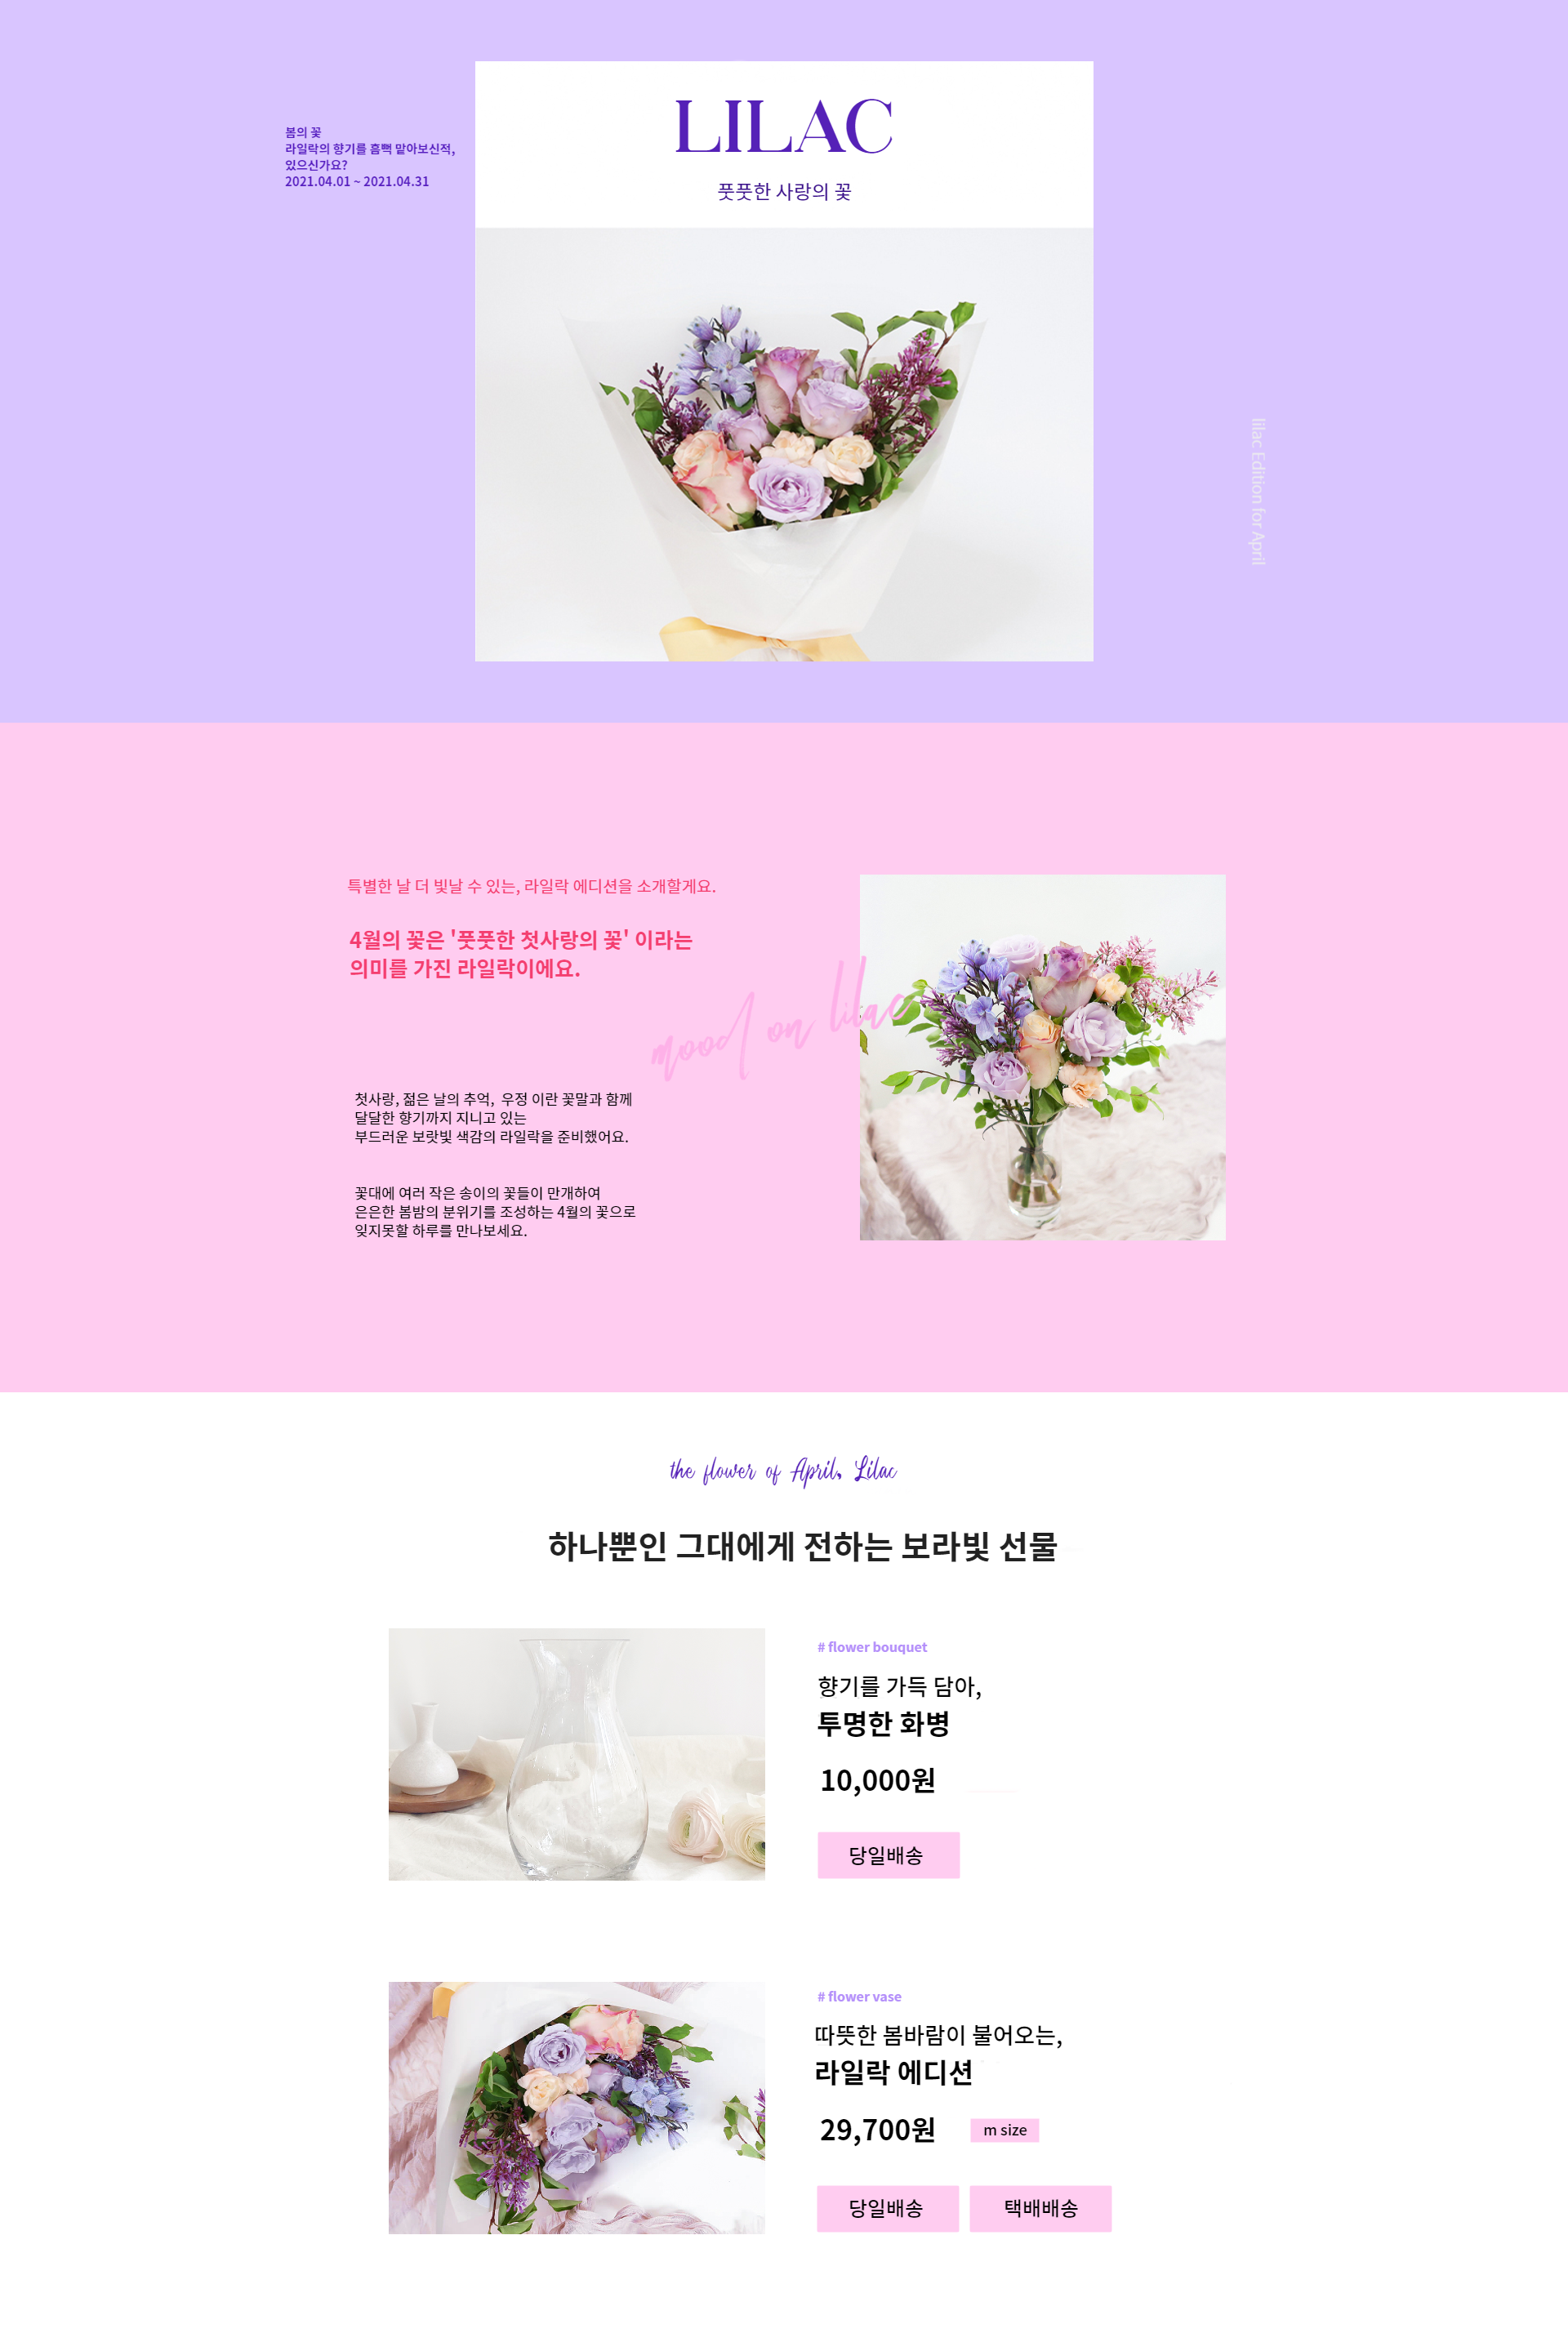 LILAC
풋풋한 사랑의 꽃
봄의 꽃
라일락의 향기를 흠뻑 맡아보신적,
있으신가요?
2021.04.01 ~ 2021.04.31
lilac Edition for April
특별한 날 더 빛날 수 있는, 라일락 에디션을 소개할게요.
4월의 꽃은 '풋풋한 첫사랑의 꽃' 이라는
의미를 가진 라일락이에요.
mood on lilac
첫사랑, 젊은 날의 추억, 우정 이란 꽃말과 함께
달달한 향기까지 지니고 있는
부드러운 보랏빛 색감의 라일락을 준비했어요.
꽃대에 여러 작은 송이의 꽃들이 만개하여
은은한 봄밤의 분위기를 조성하는 4월의 꽃으로
잊지못할 하루를 만나보세요.
the flower of April, Lilac
하나뿐인 그대에게 전하는 보라빛 선물
# flower bouquet
향기를 가득 담아,
투명한 화병
10,000원
당일배송
# flower vase
따뜻한 봄바람이 불어오는,
라일락 에디션
29,700원
m size
당일배송
택배배송